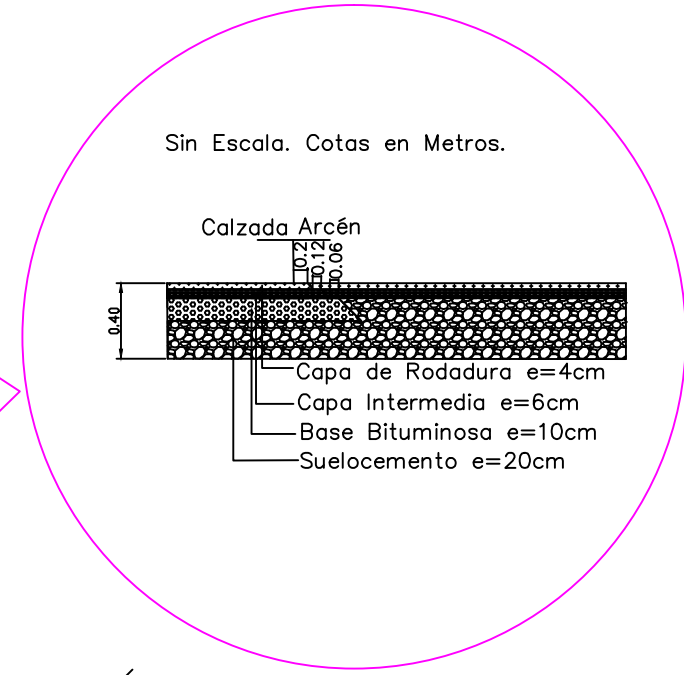 Sin Escala. Cotas en Metros.
Calzada Arcén
0.2
0.12
0.06
0.40
Capa de Rodadura e=4cm
Capa Intermedia e=6cm
Base Bituminosa e=10cm
Suelocemento e=20cm